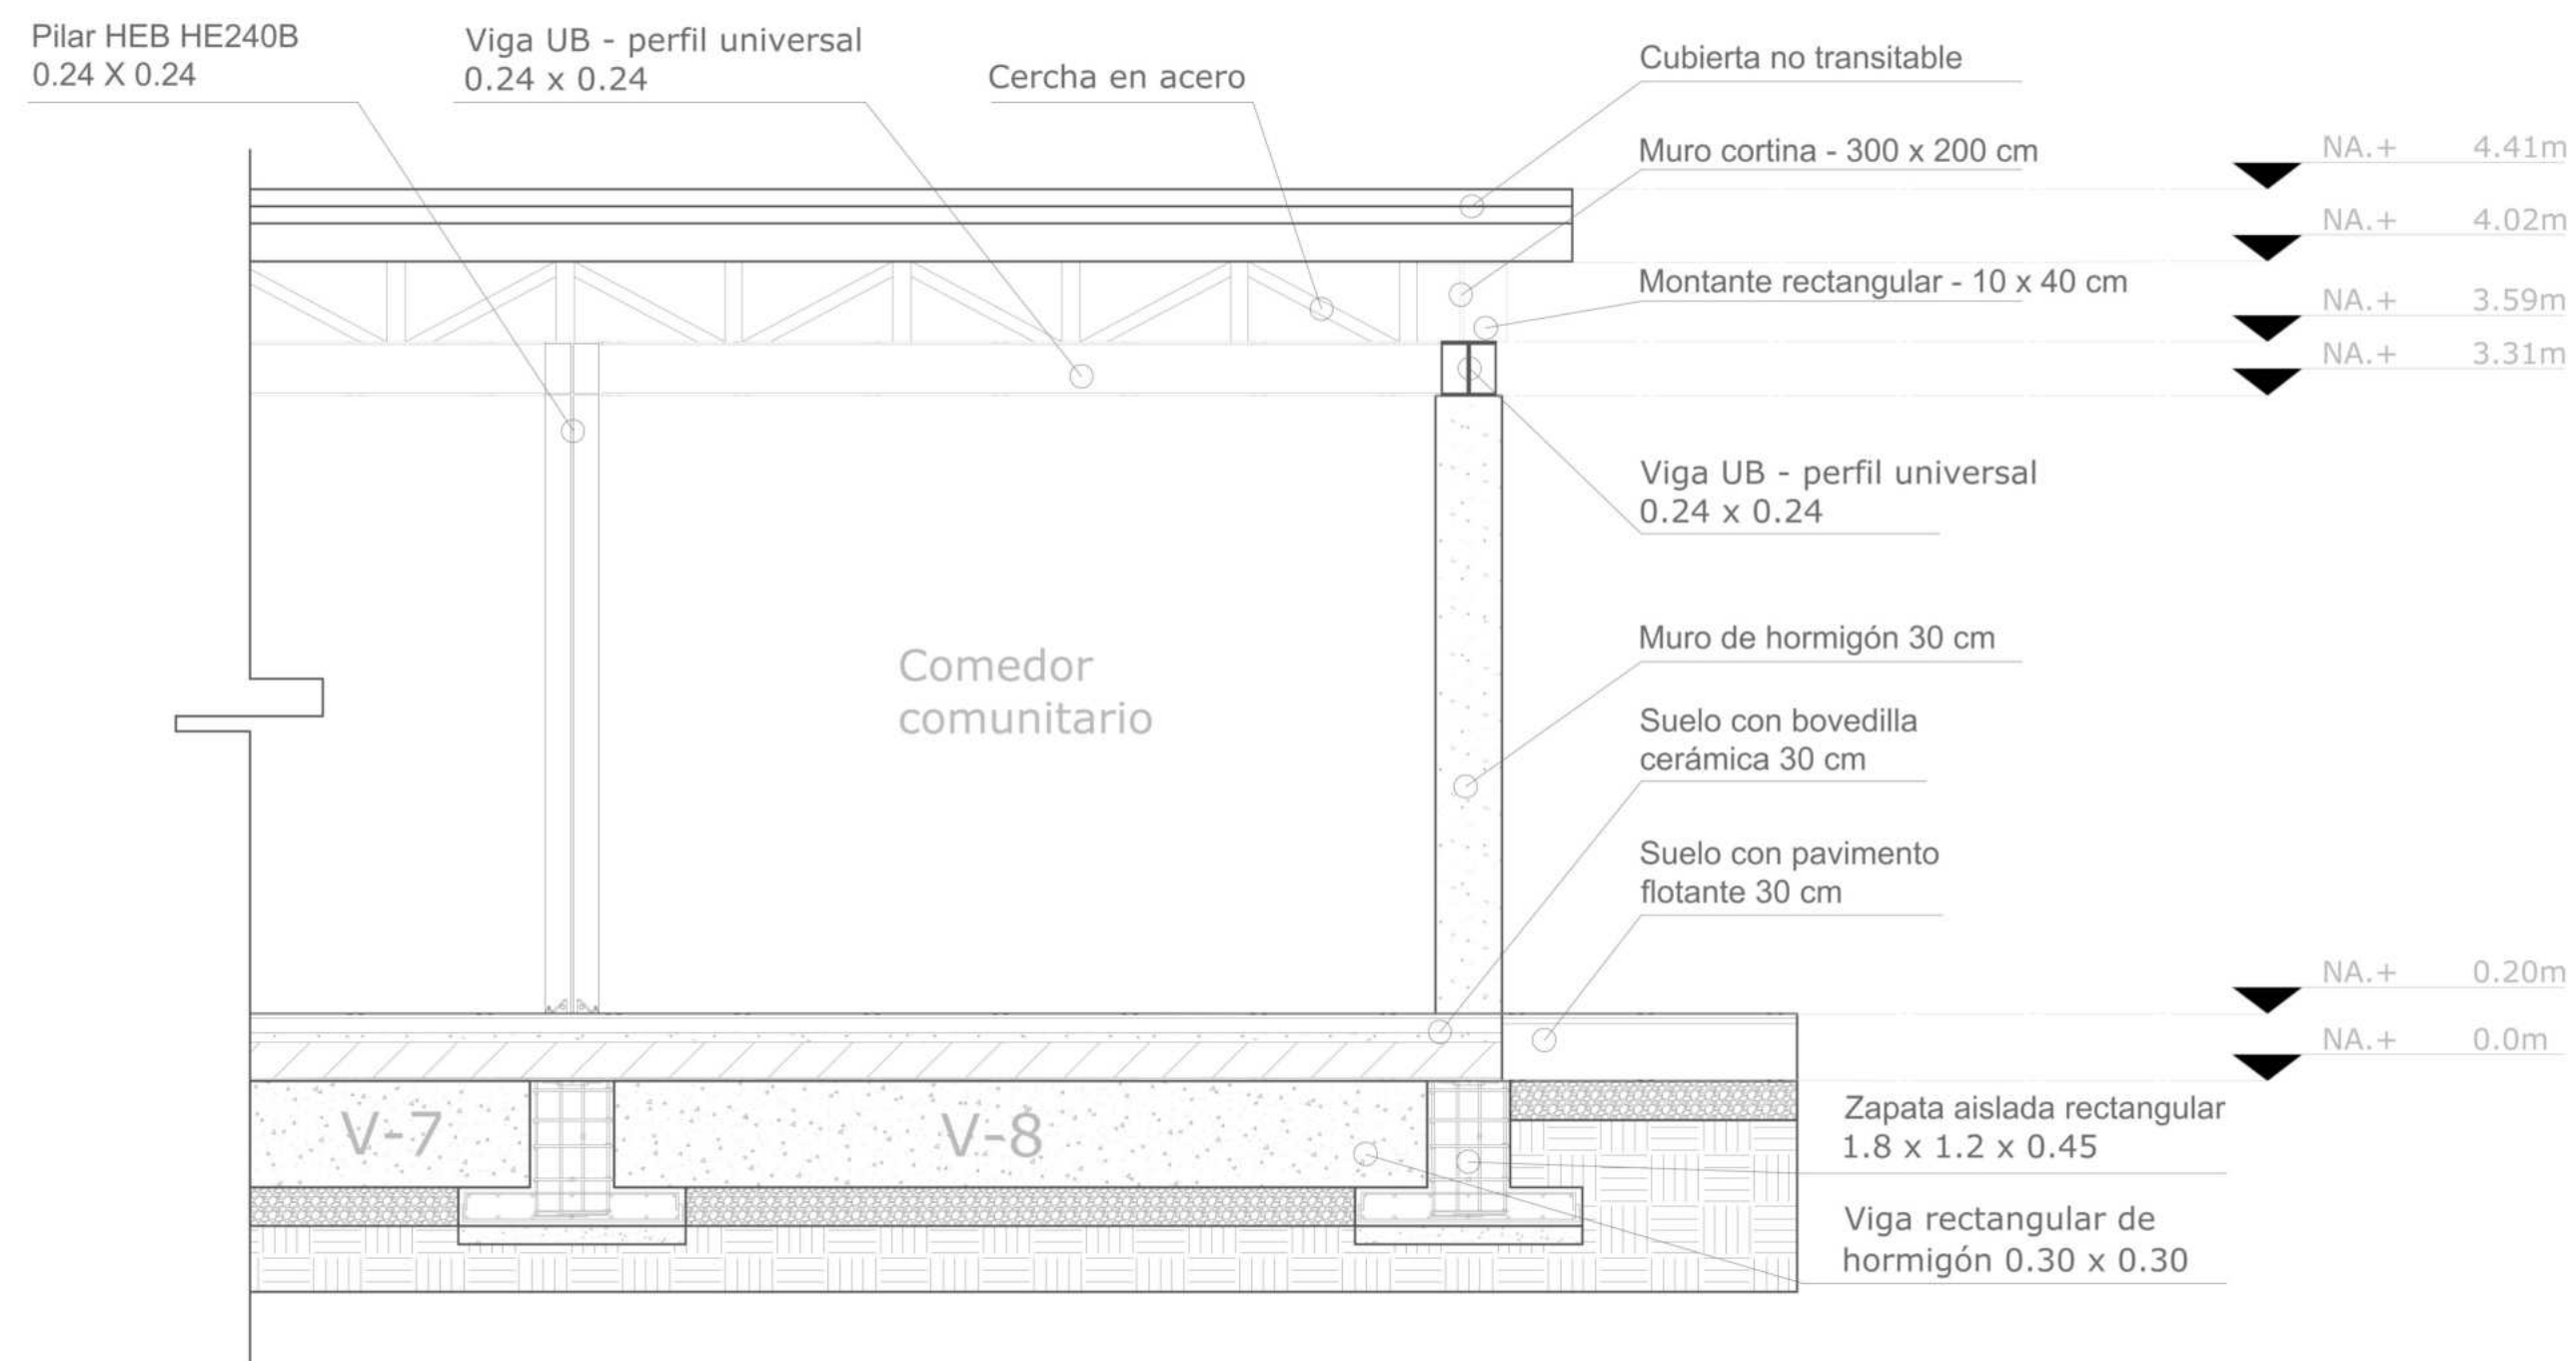 Pilar HEB HE240B
0.24 X 0.24
Viga UB - perfil universal
0.24 x 0.24
Cercha en acero
Cubierta no transitable
Muro cortina - 300 x 200 cm
Montante rectangular - 10 x 40 cm
NA.+ 4.41m
NA.+ 4.02m
NA.+ 3.59m
NA.+ 3.31m
Viga UB - perfil universal
0.24 x 0.24
Comedor
comunitario
Muro de hormigón 30 cm
Suelo con bovedilla
cerámica 30 cm
Suelo con pavimento
flotante 30 cm
NA.+ 0.20m
NA.+ 0.0m
V-7
V-8
Zapata aislada rectangular
1.8 x 1.2 x 0.45
Viga rectangular de
hormigón 0.30 x 0.30